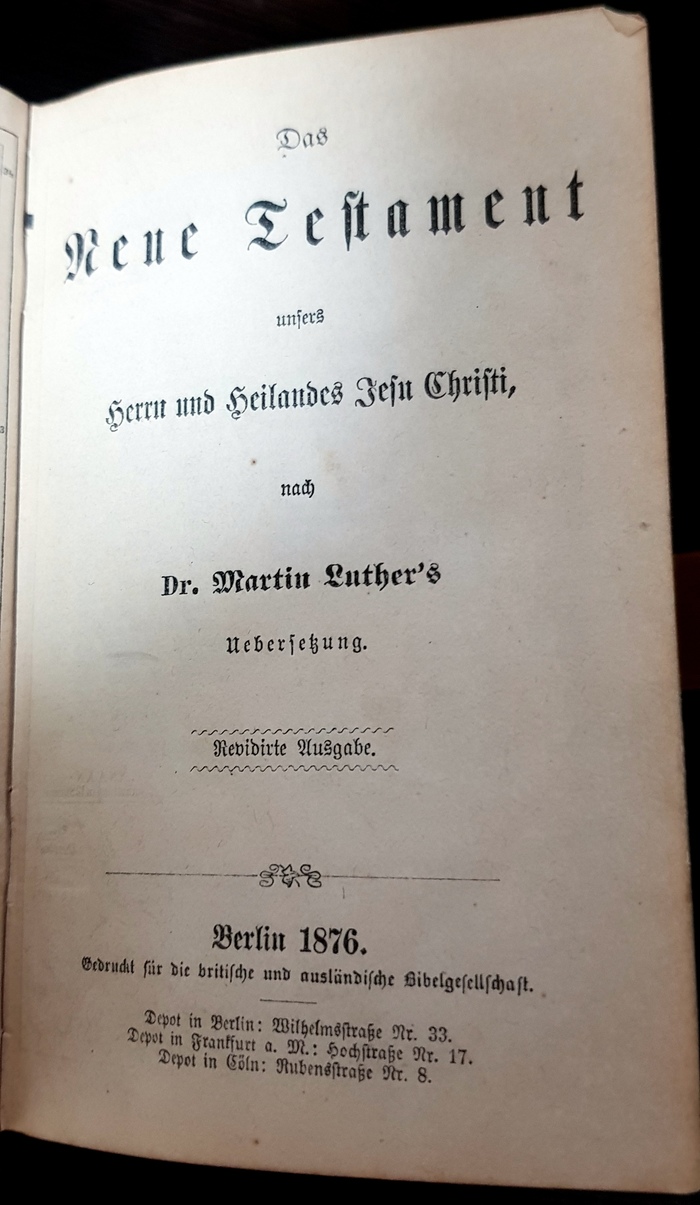 Das
Neue Testament
unsers
Herrn und Heilandes Jesu Christi,
nach
Dr. Martin Luther's
Uebersetzung.
Revidirte Ausgabe.
Berlin 1876.
Gedruckt für die britische und ausländische Bibelgesellschaft.
Depot in Berlin: Wilhelmsstraße Nr. 33.
Depot in Frankfurt a. M.: Hochstraße Nr. 17.
Depot in Cöln: Rubensstraße Nr. 8.